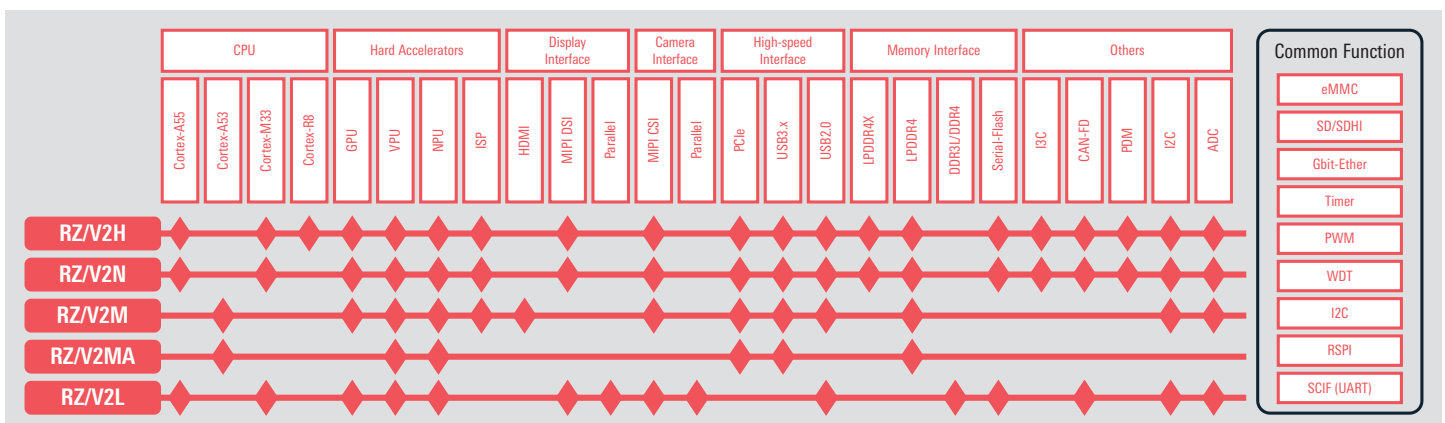 CPU
Hard Accelerators
Display
Interface
Camera
Interface
High-speed
Interface
Memory Interface
Others
Common Function
Cortex-A55
Cortex-A53
Cortex-M33
Cortex-R8
GPU
VPU
NPU
ISP
HDMI
MIPI DSI
Parallel
MIPI CSI
Parallel
PCIe
USB3.x
USB2.0
LPDDR4X
LPDDR4
DDR3L/DDR4
Serial-Flash
I3C
CAN-FD
PDM
I2C
ADC
RZ/V2H
RZ/V2N
RZ/V2M
RZ/V2MA
RZ/V2L
eMMC
SD/SDHI
Gbit-Ether
Timer
PWM
WDT
I2C
RSPI
SCIF (UART)